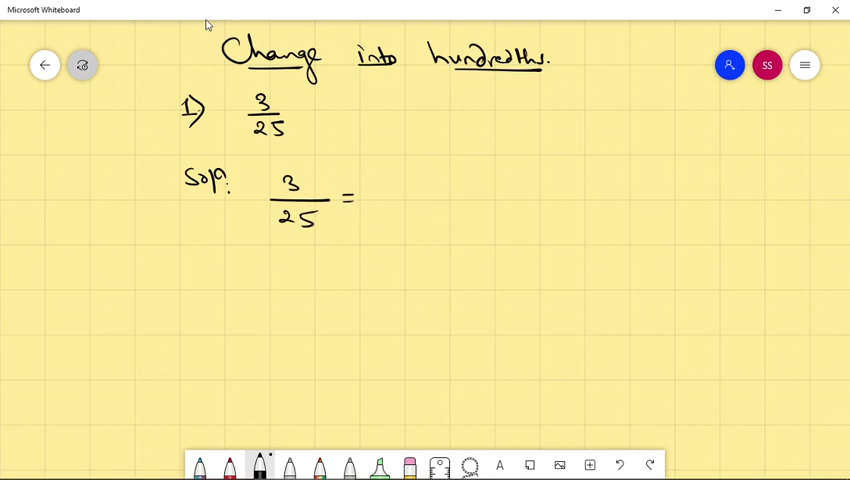 Microsoft Whiteboard
Change into hundredths.
SS
1) 3/25
Solⁿ: 3/25 =
A